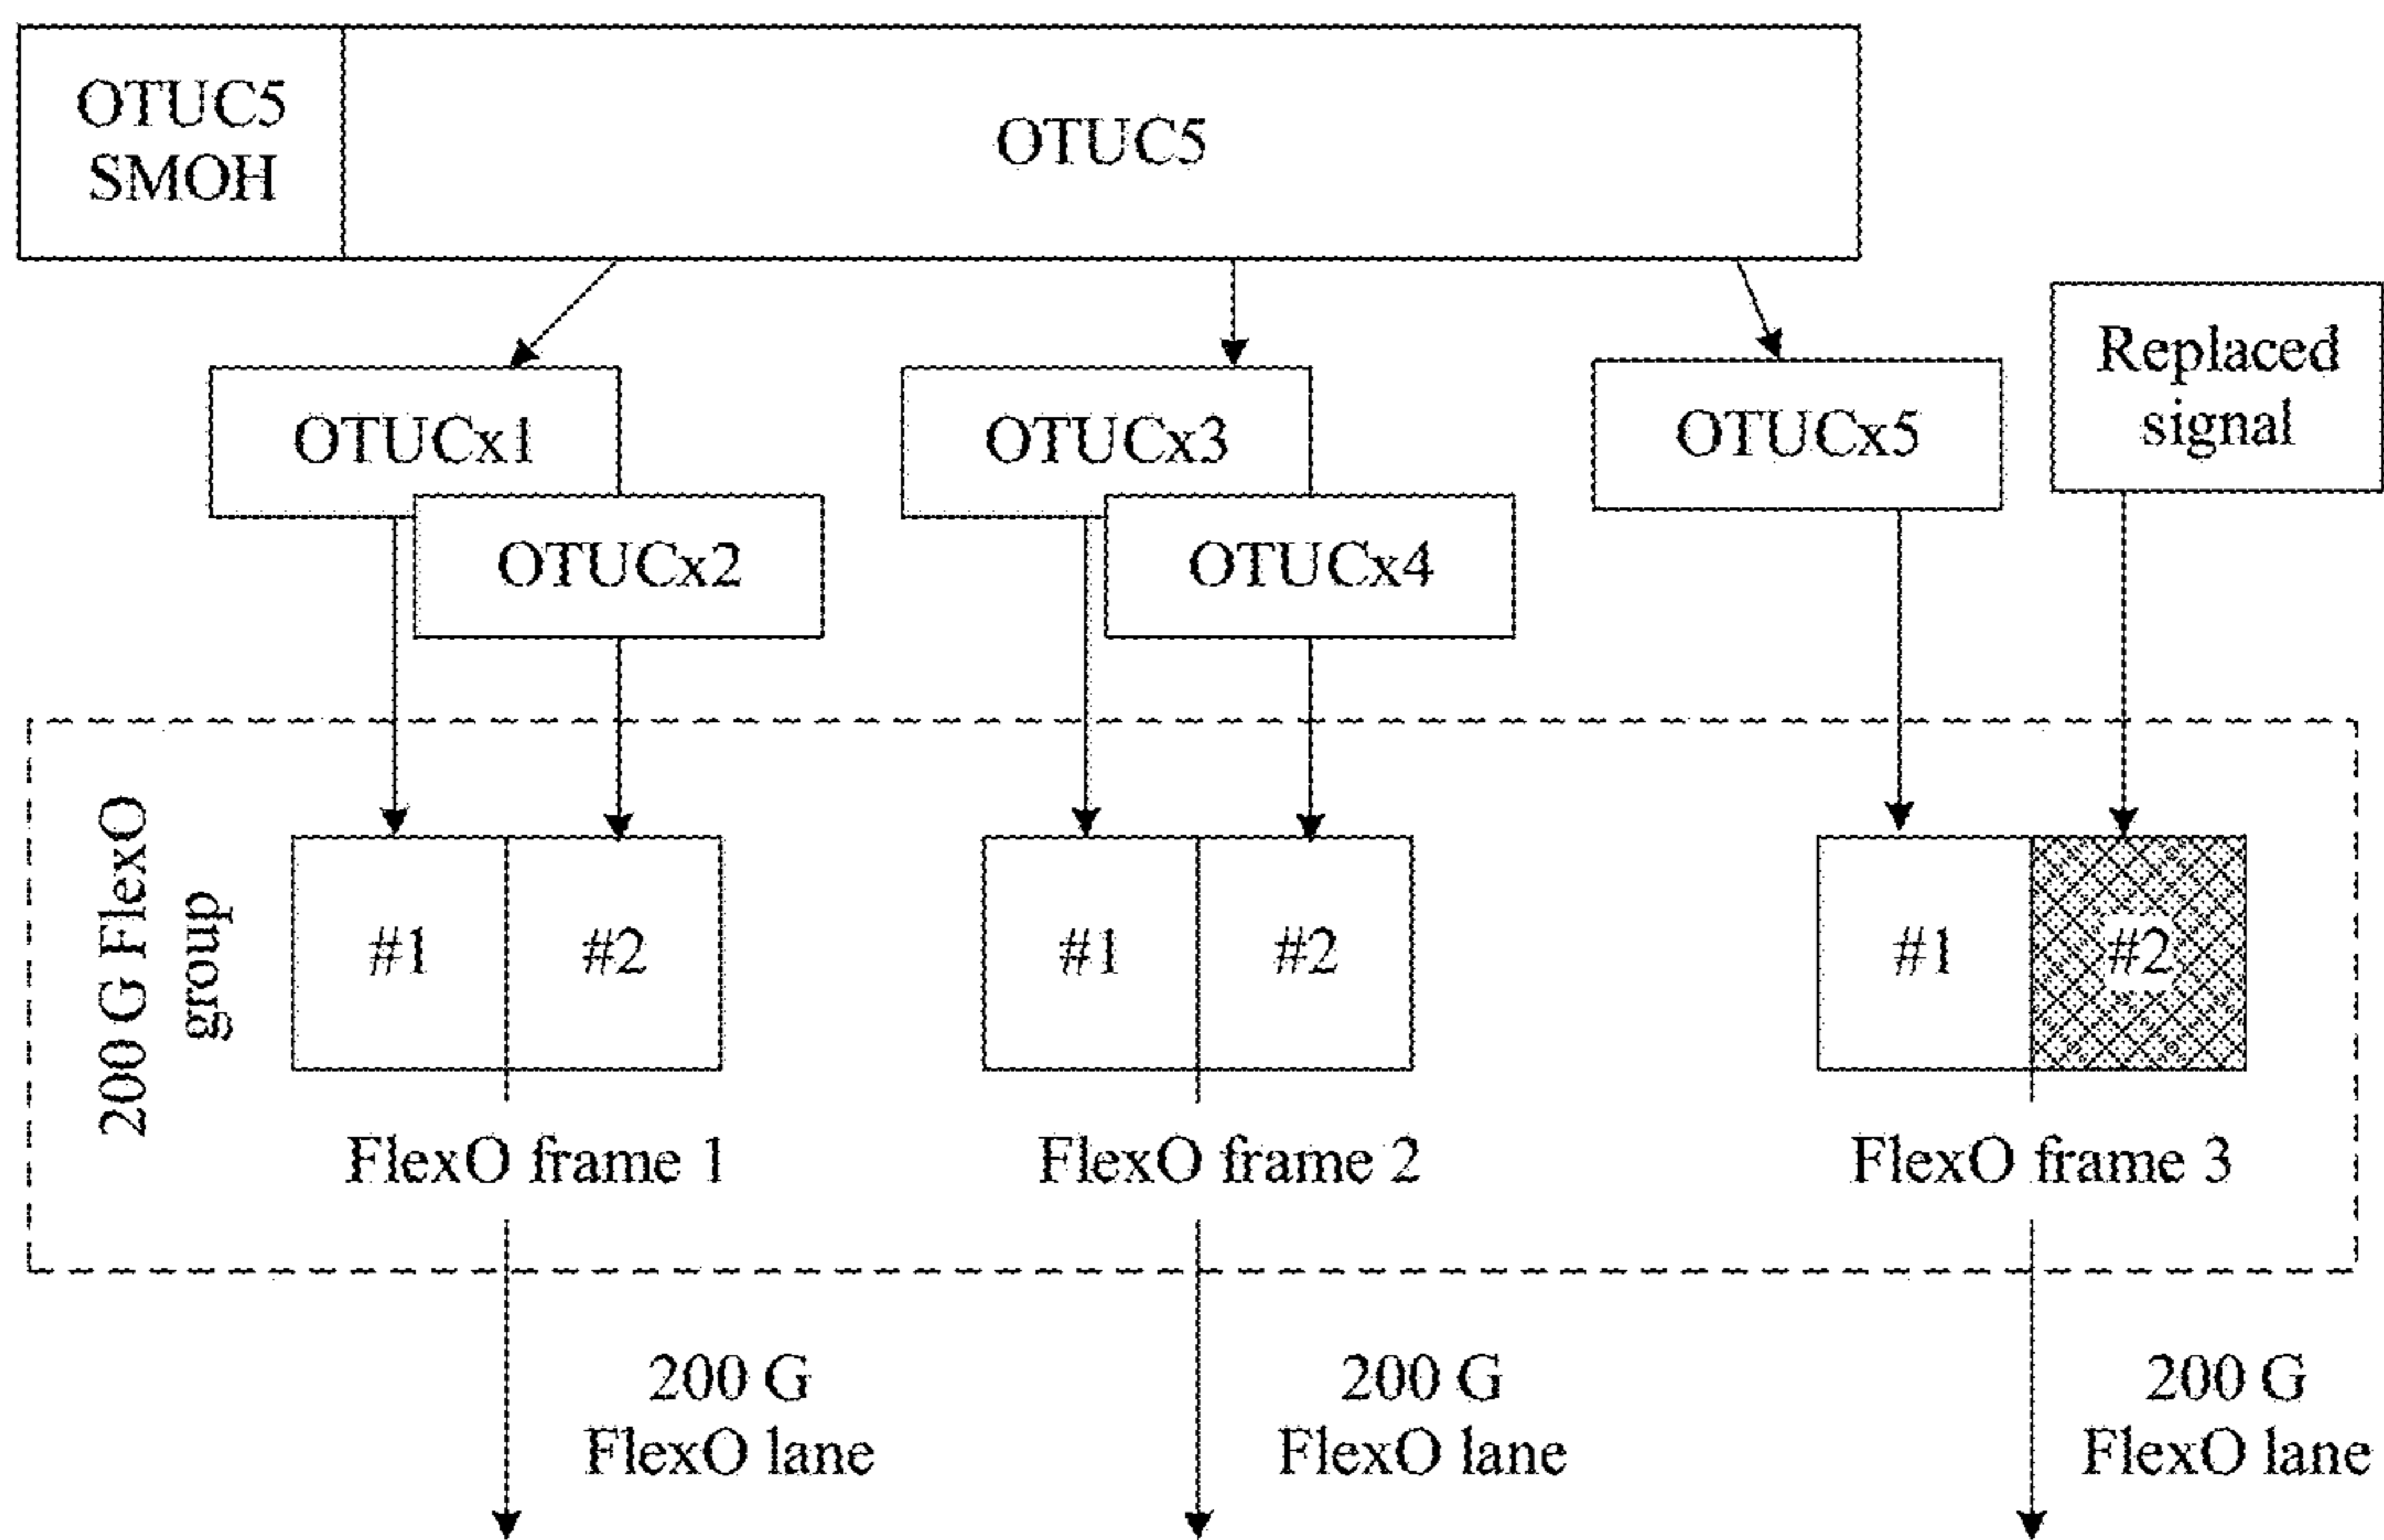 OTUC5
SMOH
OTUC5
Replaced
signal
OTUCx1
OTUCx3
OTUCx5
OTUCx2
OTUCx4
200 G FlexO
group
#1
#2
#1
#2
#1
#2
FlexO frame 1
FlexO frame 2
FlexO frame 3
200 G
FlexO lane
200 G
FlexO lane
200 G
FlexO lane